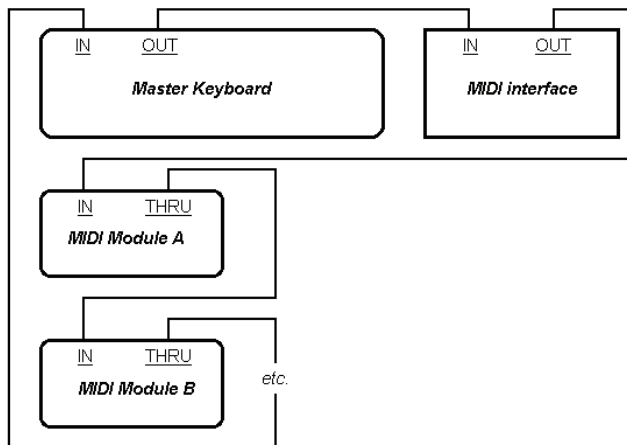 IN OUT
Master Keyboard
IN OUT
MIDI interface
IN THRU
MIDI Module A
IN THRU
MIDI Module B
etc.